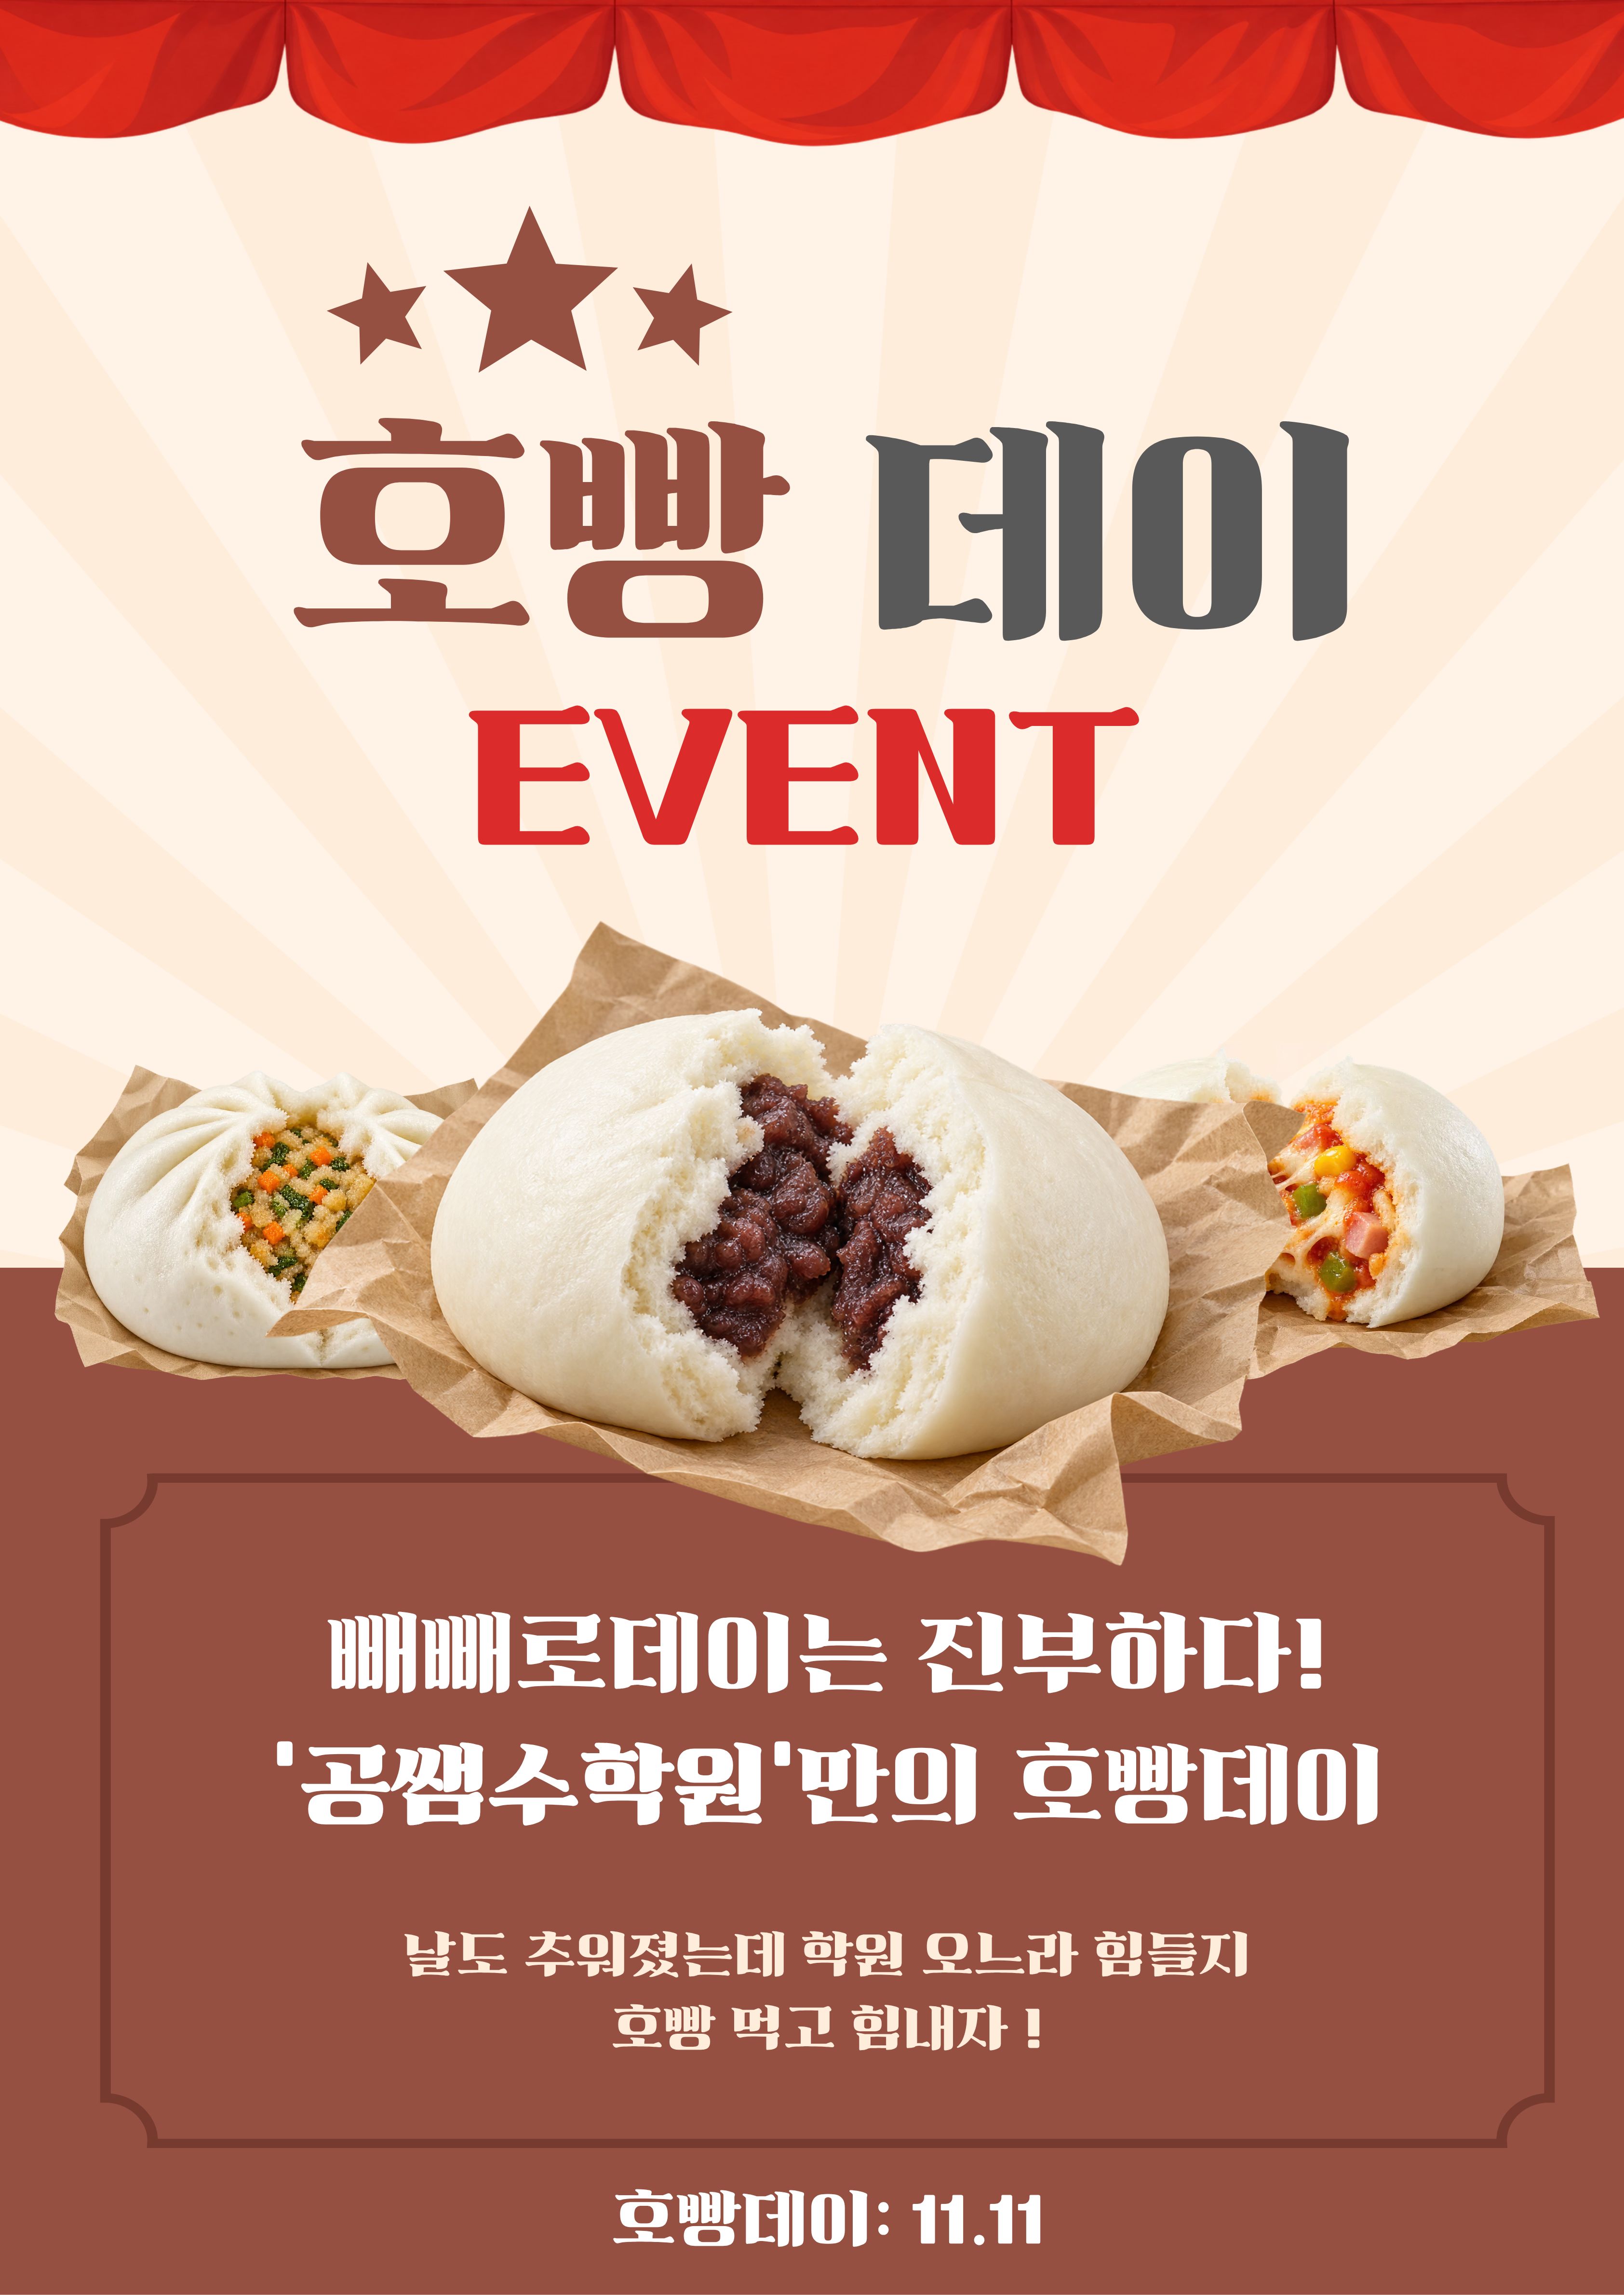 호빵 데이
EVENT
빼빼로데이는 진부하다!
'공쌤수학원'만의 호빵데이
날도 추워졌는데 학원 오느라 힘들지
호빵 먹고 힘내자 !
호빵데이: 11.11